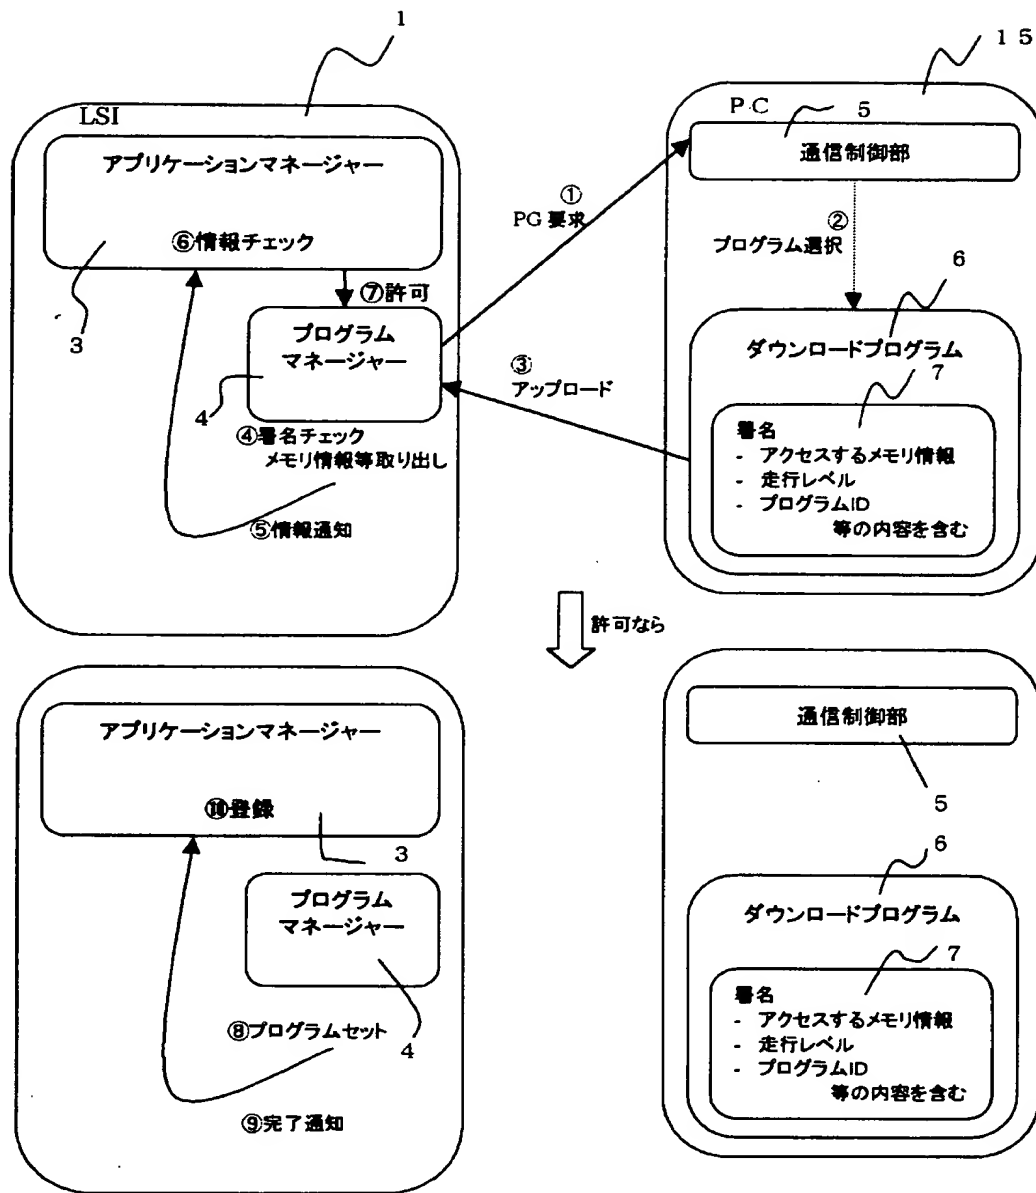 1
1 5
LSI
アプリケーションマネージャー
⑥情報チェック
3
⑦許可
プログラム
マネージャー
4
④署名チェック
メモリ情報等取り出し
⑤情報通知
①
PG 要求
③
アップロード
P C
5
通信制御部
②
プログラム選択
6
ダウンロードプログラム
7
署名
- アクセスするメモリ情報
- 走行レベル
- プログラムID
等の内容を含む
許可なら
アプリケーションマネージャー
⑩登録
3
プログラム
マネージャー
4
⑧プログラムセット
⑨完了通知
通信制御部
5
6
ダウンロードプログラム
7
署名
- アクセスするメモリ情報
- 走行レベル
- プログラムID
等の内容を含む